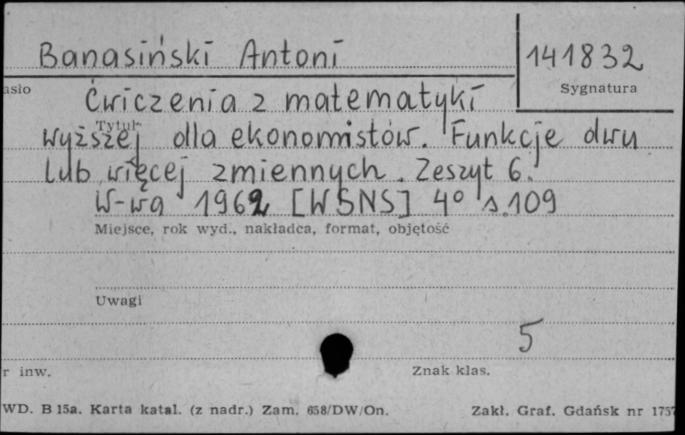 Banasiński Antoni
141832
asło
Sygnatura
Ćwiczenia z matematyki
Tytuł
wyższej dla ekonomistów. Funkcje dwu
lub więcej zmiennych. Zeszyt 6.
W-wa 1962 [WSNS] 4° s.109
Miejsce, rok wyd., nakładca, format, objętość
Uwagi
5
r inw.
Znak klas.
WD. B 15a. Karta katal. (z nadr.) Zam. 658/DW/On.
Zakł. Graf. Gdańsk nr 1757